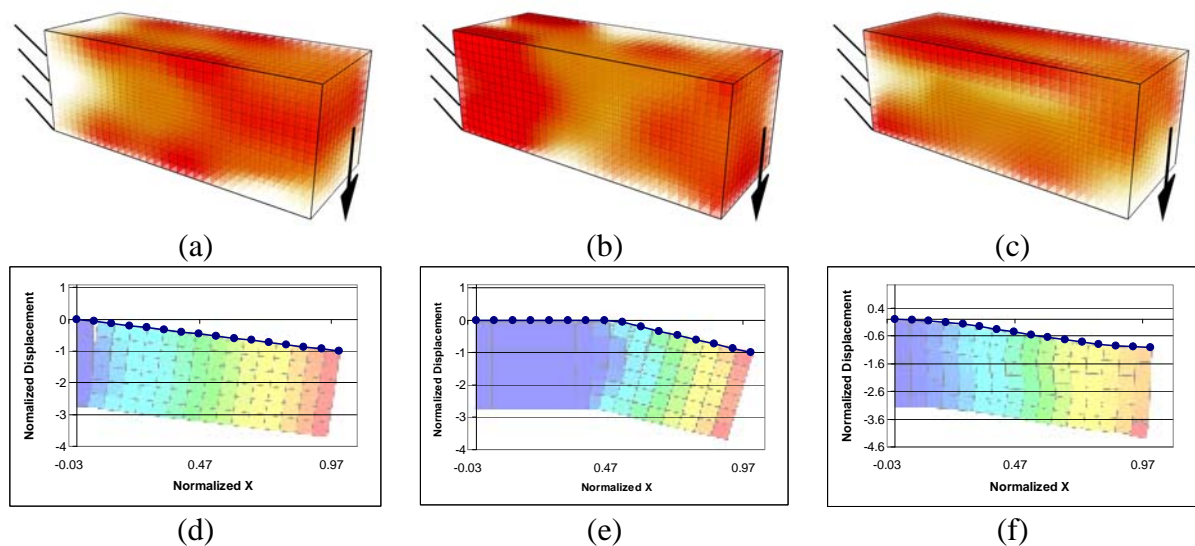 (a) (b) (c)
1 1 0.4
0 0 -0.6
-1 -1 -1.6
-2 -2 -2.6
-3 -3 -3.6
-4 -4 -4.6
Normalized Displacement Normalized Displacement Normalized Displacement
-0.03 0.47 0.97 -0.03 0.47 0.97 -0.03 0.47 0.97
Normalized X Normalized X Normalized X
(d) (e) (f)